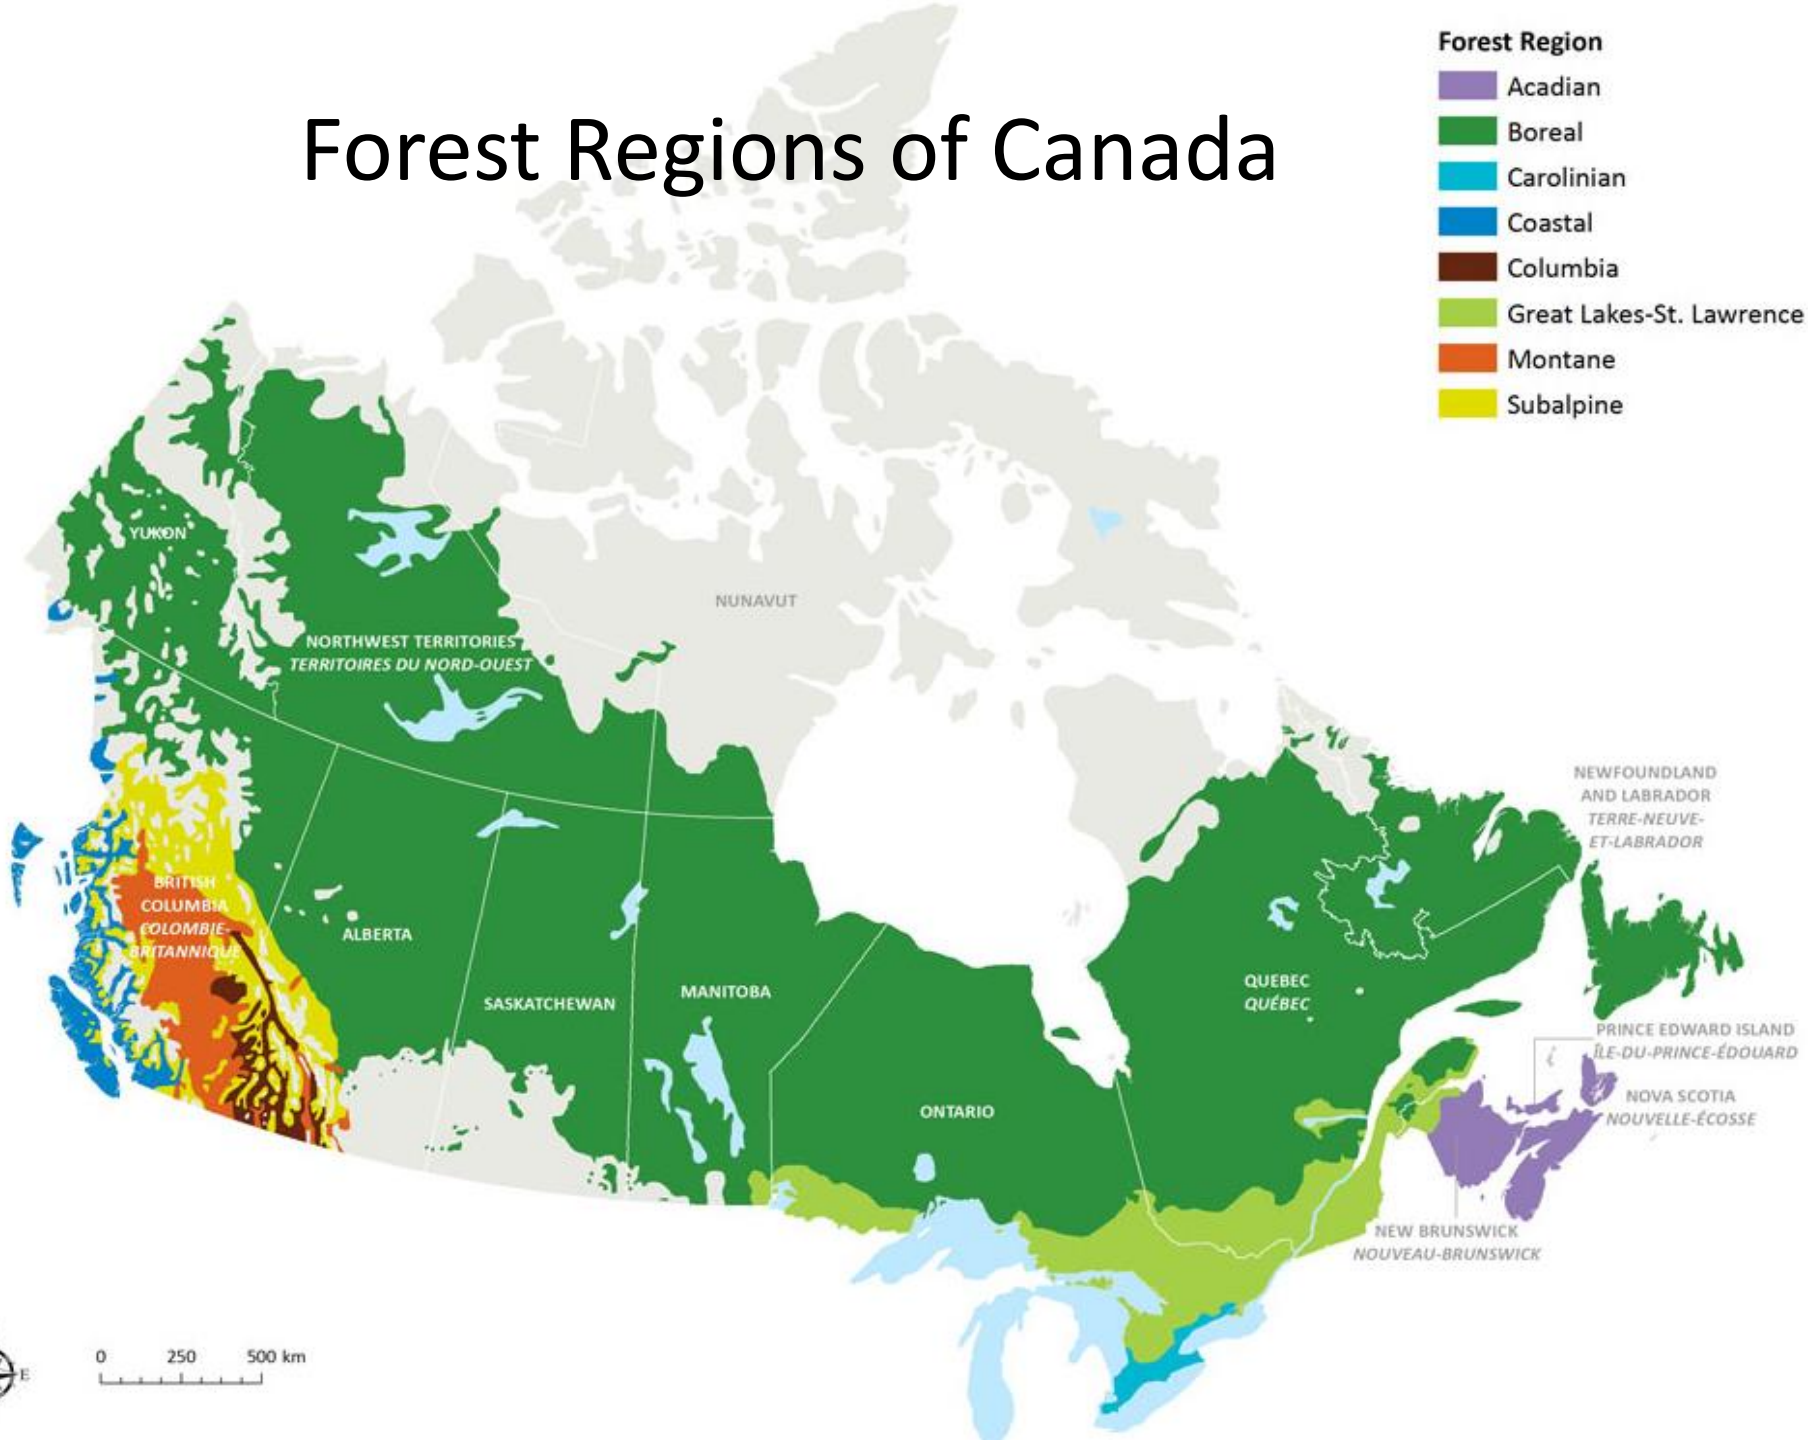 Forest Regions of Canada
Forest Region
Acadian
Boreal
Carolinian
Coastal
Columbia
Great Lakes-St. Lawrence
Montane
Subalpine
YUKON
NUNAVUT
NORTHWEST TERRITORIES
TERRITOIRES DU NORD-OUEST
NEWFOUNDLAND
AND LABRADOR
TERRE-NEUVE-
ET-LABRADOR
BRITISH
COLUMBIA
COLOMBIE-
BRITANNIQUE
ALBERTA
SASKATCHEWAN
MANITOBA
QUEBEC
QUÉBEC
PRINCE EDWARD ISLAND
ÎLE-DU-PRINCE-ÉDOUARD
NOVA SCOTIA
NOUVELLE-ÉCOSSE
ONTARIO
NEW BRUNSWICK
NOUVEAU-BRUNSWICK
0 250 500 km
E